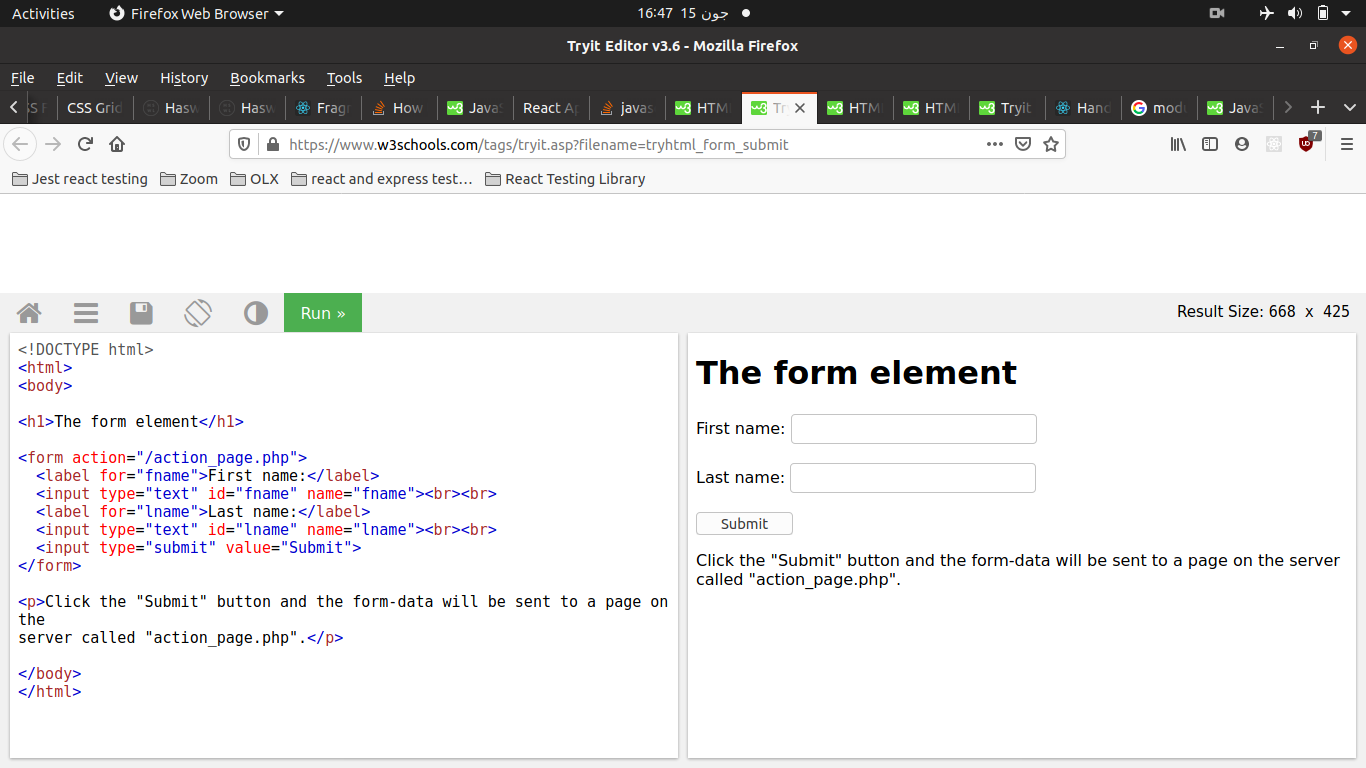 Activities Firefox Web Browser 16:47 15 جون
Tryit Editor v3.6 - Mozilla Firefox
File Edit View History Bookmarks Tools Help
CSS Grid Hasw Hasw Fragr How JavaS React Ap javas HTM Tr HTM HTM Tryit Hand G mod JavaS
https://www.w3schools.com/tags/tryit.asp?filename=tryhtml_form_submit 7
Jest react testing Zoom OLX react and express test… React Testing Library
Run » Result Size: 668 x 425
<!DOCTYPE html>
<html>
<body>
<h1>The form element</h1>
<form action="/action_page.php">
<label for="fname">First name:</label>
<input type="text" id="fname" name="fname"><br><br>
<label for="lname">Last name:</label>
<input type="text" id="lname" name="lname"><br><br>
<input type="submit" value="Submit">
</form>
<p>Click the "Submit" button and the form-data will be sent to a page on
the
server called "action_page.php".</p>
</body>
</html>
The form element
First name:
Last name:
Submit
Click the "Submit" button and the form-data will be sent to a page on the server
called "action_page.php".